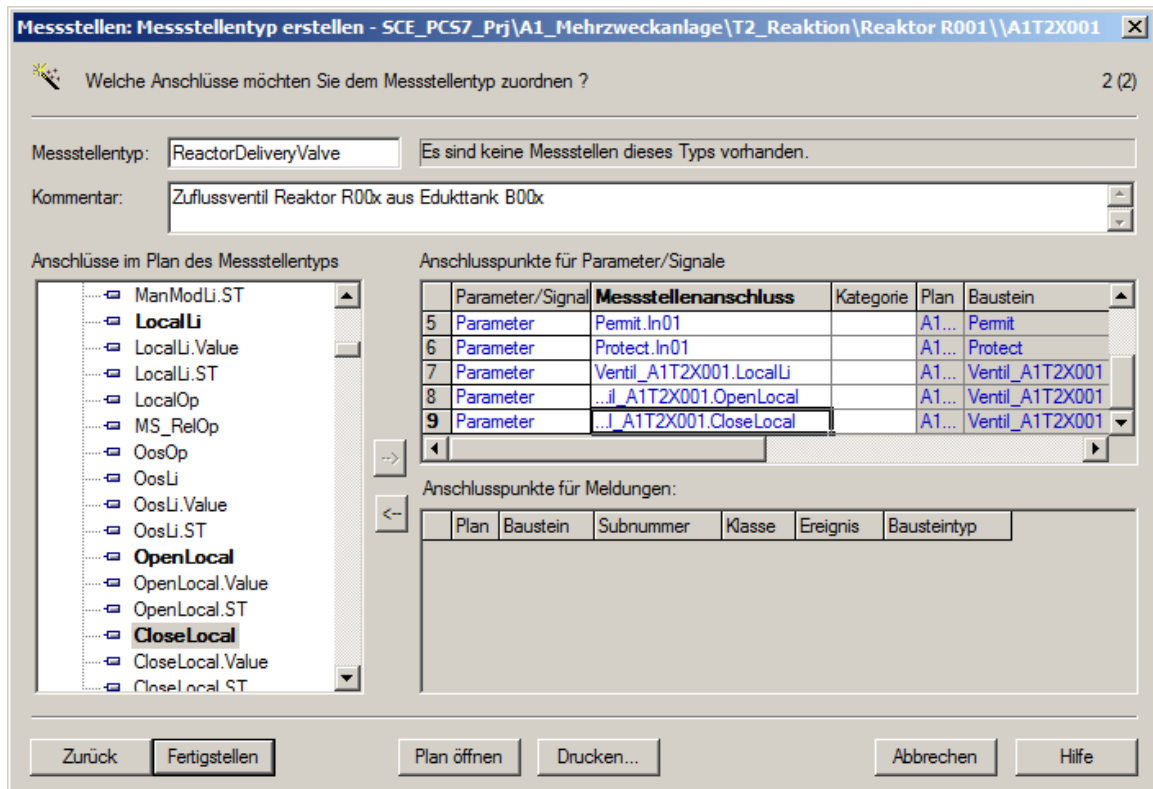 Messstellen: Messstellentyp erstellen - SCE_PCS7_Prj\A1_Mehrzweckanlage\T2_Reaktion\Reaktor R001\\A1T2X001
Welche Anschlüsse möchten Sie dem Messstellentyp zuordnen ? 2 (2)
Messstellentyp: ReactorDeliveryValve Es sind keine Messstellen dieses Typs vorhanden.
Kommentar: Zuflussventil Reaktor R00x aus Edukttank B00x
Anschlüsse im Plan des Messstellentyps
ManModLi.ST
LocalLi
LocalLi.Value
LocalLi.ST
LocalOp
MS_RelOp
OosOp
OosLi
OosLi.Value
OosLi.ST
OpenLocal
OpenLocal.Value
OpenLocal.ST
CloseLocal
CloseLocal.Value
CloseLocal.ST
-->
<--
Anschlusspunkte für Parameter/Signale
Parameter/Signal Messstellenanschluss Kategorie Plan Baustein
5 Parameter Permit.In01 A1... Permit
6 Parameter Protect.In01 A1... Protect
7 Parameter Ventil_A1T2X001.LocalLi A1... Ventil_A1T2X001
8 Parameter ...il_A1T2X001.OpenLocal A1... Ventil_A1T2X001
9 Parameter ...l_A1T2X001.CloseLocal A1... Ventil_A1T2X001
Anschlusspunkte für Meldungen:
Plan Baustein Subnummer Klasse Ereignis Bausteintyp
Zurück Fertigstellen Plan öffnen Drucken... Abbrechen Hilfe